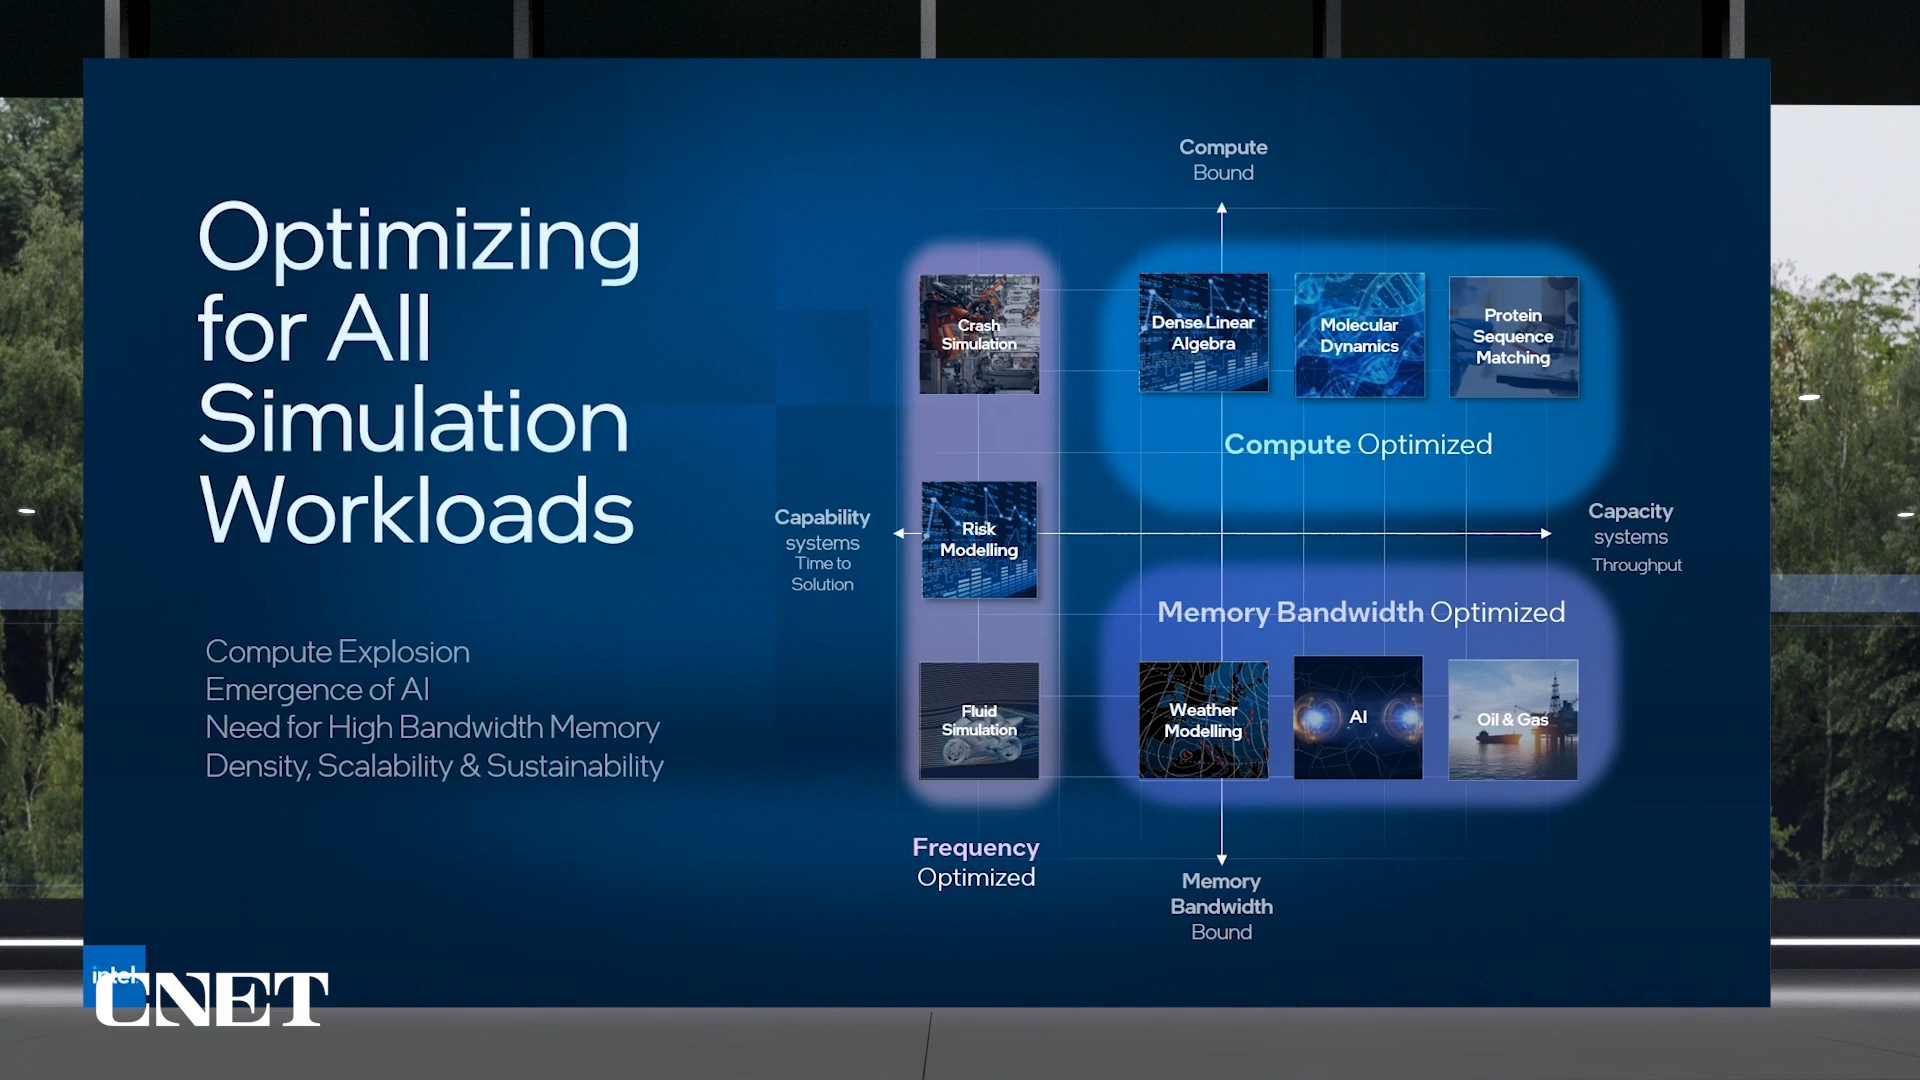 Optimizing
for All
Simulation
Workloads
Compute Explosion
Emergence of AI
Need for High Bandwidth Memory
Density, Scalability & Sustainability
Compute
Bound
Crash
Simulation
Dense Linear
Algebra
Molecular
Dynamics
Protein
Sequence
Matching
Compute Optimized
Capability
systems
Time to
Solution
Risk
Modelling
Capacity
systems
Throughput
Memory Bandwidth Optimized
Fluid
Simulation
Weather
Modelling
AI
Oil & Gas
Frequency
Optimized
Memory
Bandwidth
Bound
intel
CNET